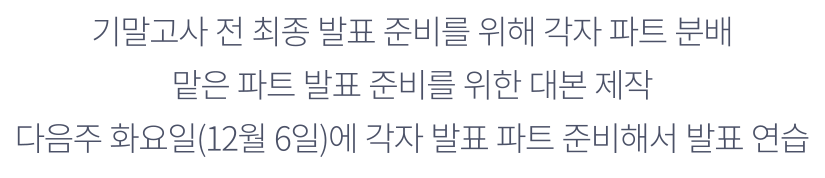 기말고사 전 최종 발표 준비를 위해 각자 파트 분배
맡은 파트 발표 준비를 위한 대본 제작
다음주 화요일(12월 6일)에 각자 발표 파트 준비해서 발표 연습